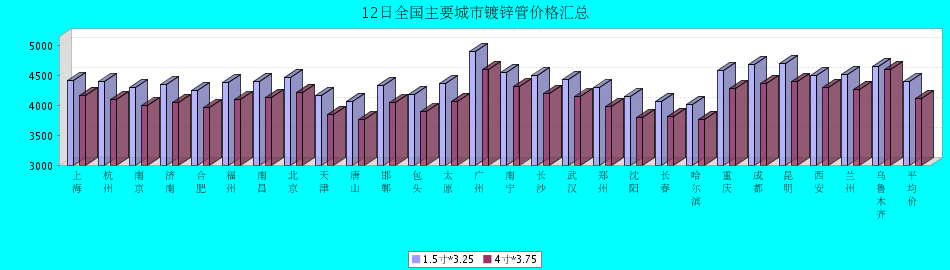 12日全国主要城市镀锌管价格汇总
5000
4500
4000
3500
3000
上海
杭州
南京
济南
合肥
福州
南昌
北京
天津
唐山
邯郸
包头
太原
广州
南宁
长沙
武汉
郑州
沈阳
长春
哈尔滨
重庆
成都
昆明
西安
兰州
乌鲁木齐
平均价
1.5寸*3.25 4寸*3.75